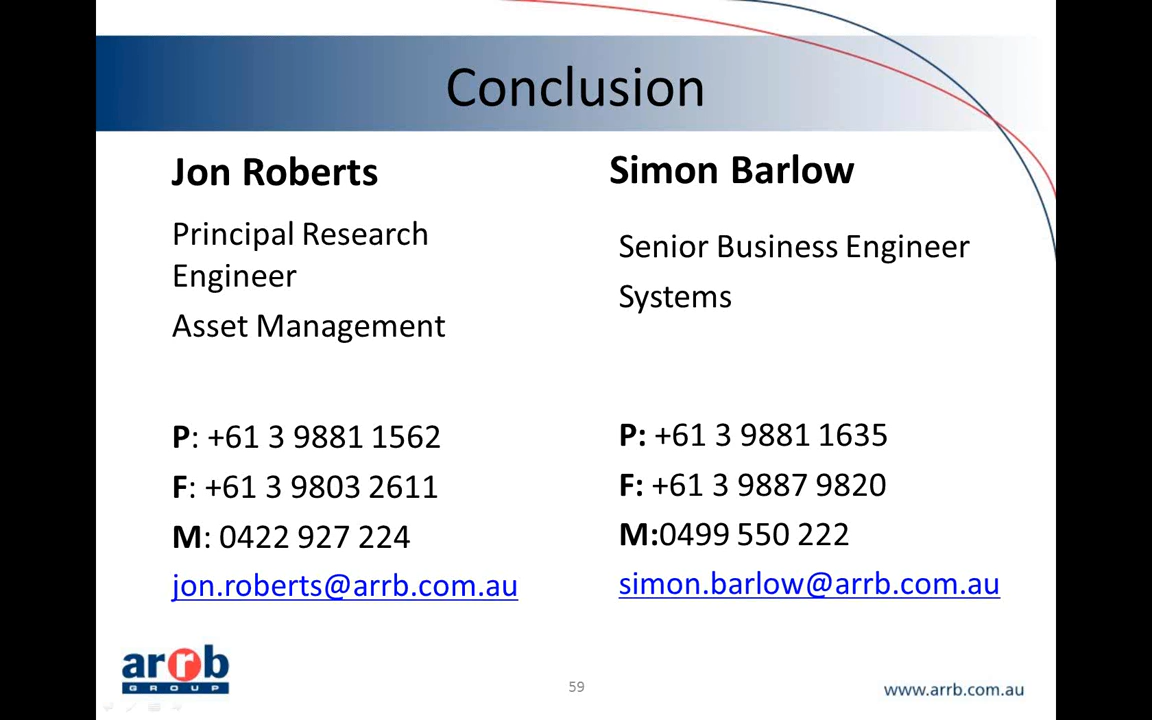 Conclusion
Jon Roberts
Principal Research
Engineer
Asset Management
P: +61 3 9881 1562
F: +61 3 9803 2611
M: 0422 927 224
jon.roberts@arrb.com.au
Simon Barlow
Senior Business Engineer
Systems
P: +61 3 9881 1635
F: +61 3 9887 9820
M:0499 550 222
simon.barlow@arrb.com.au
arrb
GROUP
59
www.arrb.com.au